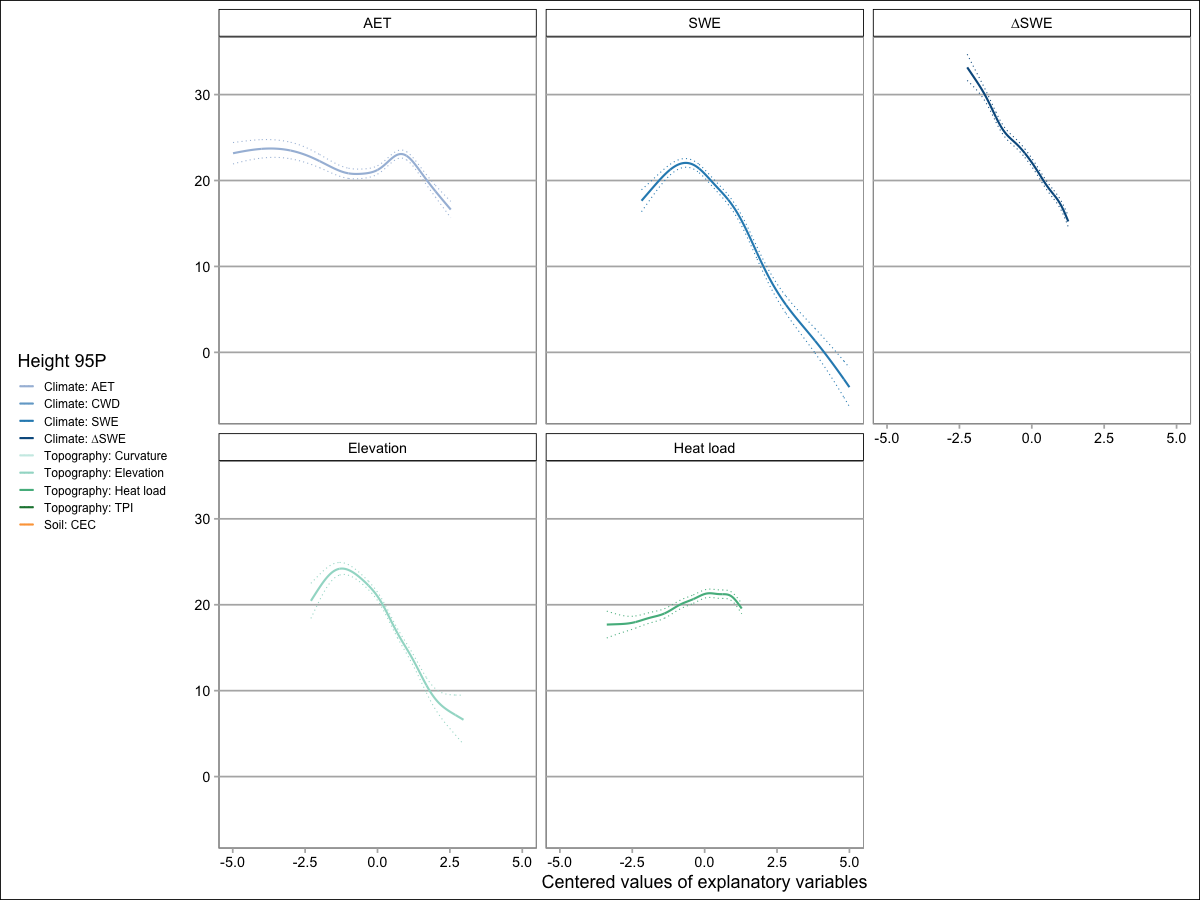 AET
SWE
ΔSWE
30
20
10
0
-5.0 -2.5 0.0 2.5 5.0
Height 95P
Climate: AET
Climate: CWD
Climate: SWE
Climate: ΔSWE
Topography: Curvature
Topography: Elevation
Topography: Heat load
Topography: TPI
Soil: CEC
Elevation
Heat load
30
20
10
0
-5.0 -2.5 0.0 2.5 5.0
-5.0 -2.5 0.0 2.5 5.0
Centered values of explanatory variables